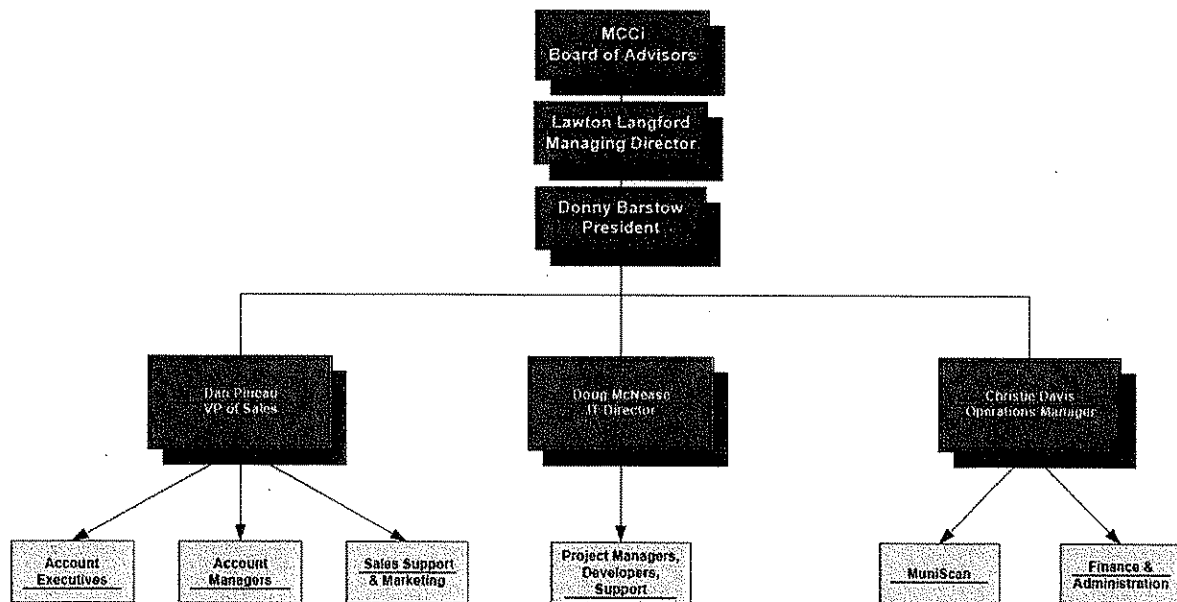 MCCi
Board of Advisors
Lawton Langford
Managing Director
Donny Barstow
President
Dan Pineau
VP of Sales
Doug McNease
IT Director
Christie Davis
Operations Manager
Account
Executives
Account
Managers
Sales Support
& Marketing
Project Managers,
Developers,
Support
MuniScan
Finance &
Administration